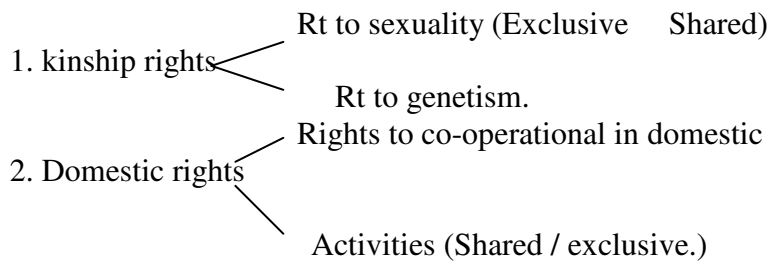 Rt to sexuality (Exclusive Shared)
1. kinship rights
Rt to genetism.
Rights to co-operational in domestic
2. Domestic rights
Activities (Shared / exclusive.)